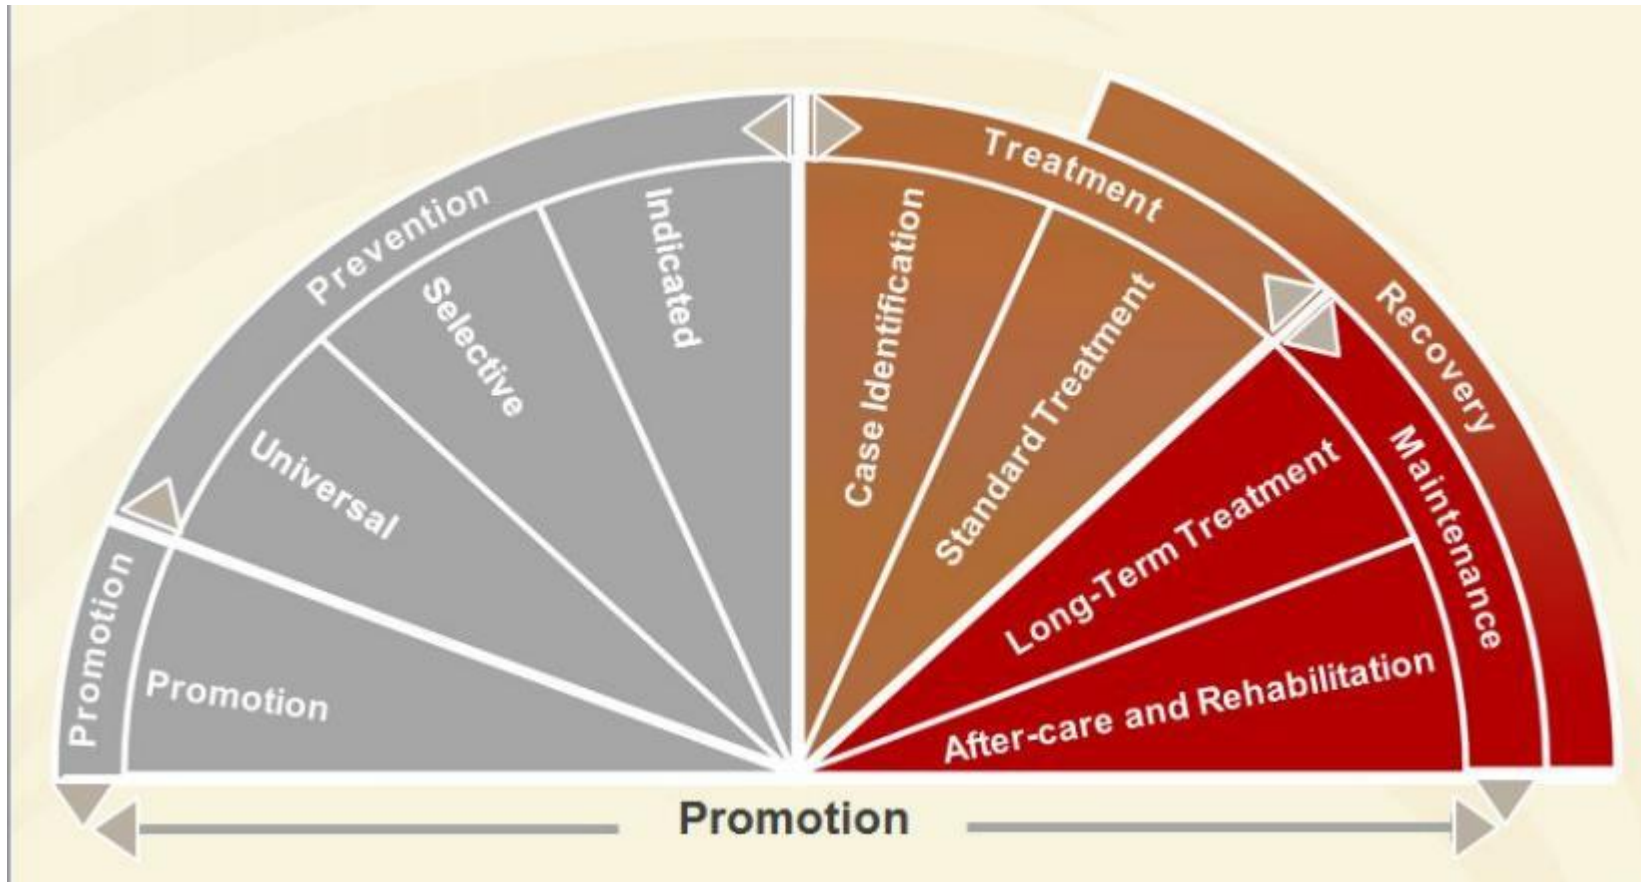 Promotion
Promotion
Prevention
Universal
Selective
Indicated
Treatment
Case Identification
Standard Treatment
Recovery
Maintenance
Long-Term Treatment
After-care and Rehabilitation
Promotion